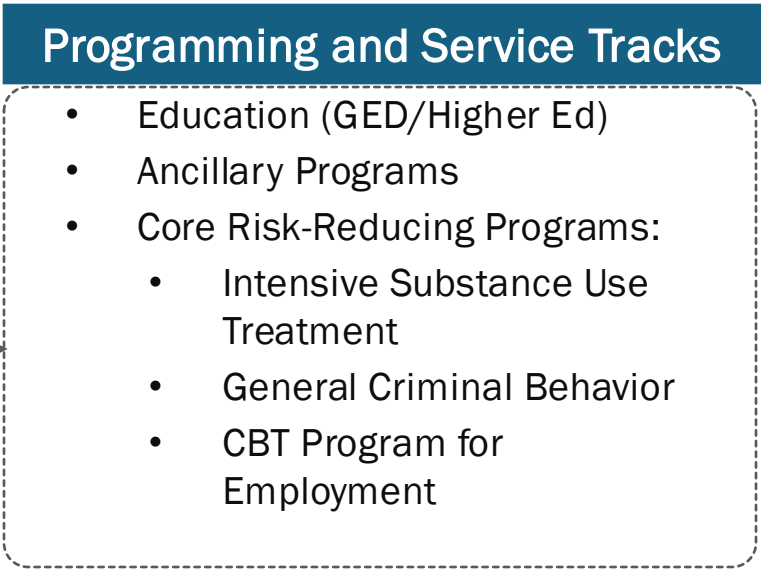 Programming and Service Tracks
• Education (GED/Higher Ed)
• Ancillary Programs
• Core Risk-Reducing Programs:
• Intensive Substance Use
Treatment
• General Criminal Behavior
• CBT Program for
Employment